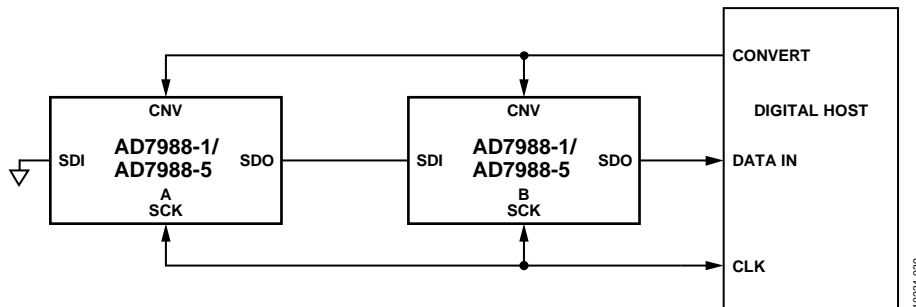 CONVERT
DIGITAL HOST
DATA IN
CLK
CNV
SDI
AD7988-1/
AD7988-5
SDO
A
SCK
CNV
SDI
AD7988-1/
AD7988-5
SDO
B
SCK